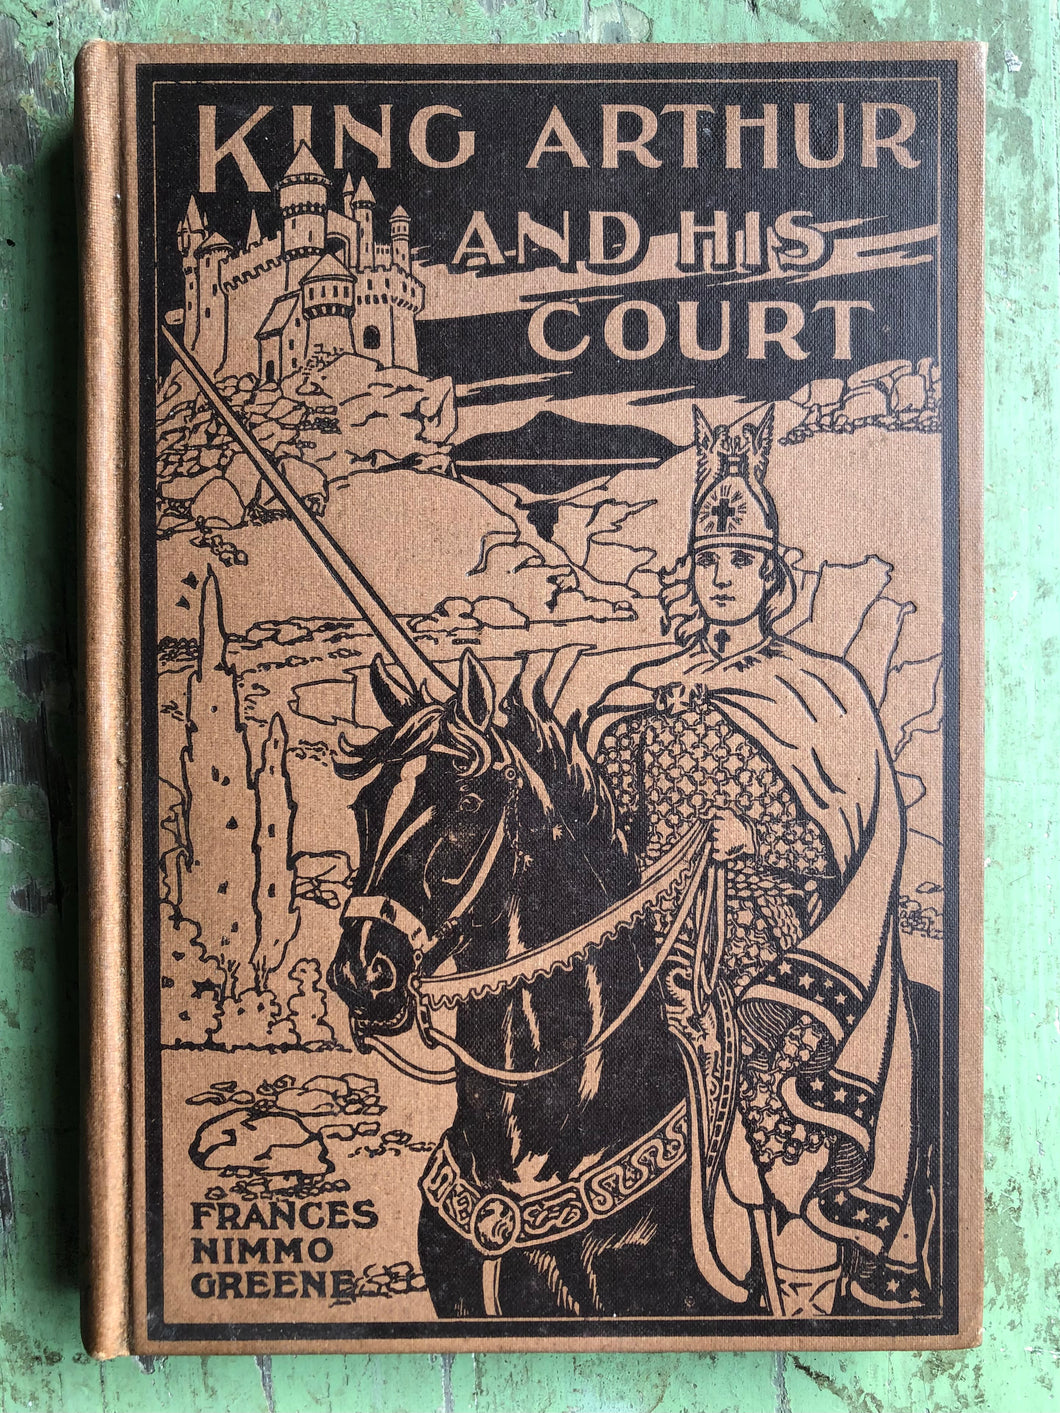 KING ARTHUR
AND HIS
COURT
FRANCES
NIMMO
GREENE